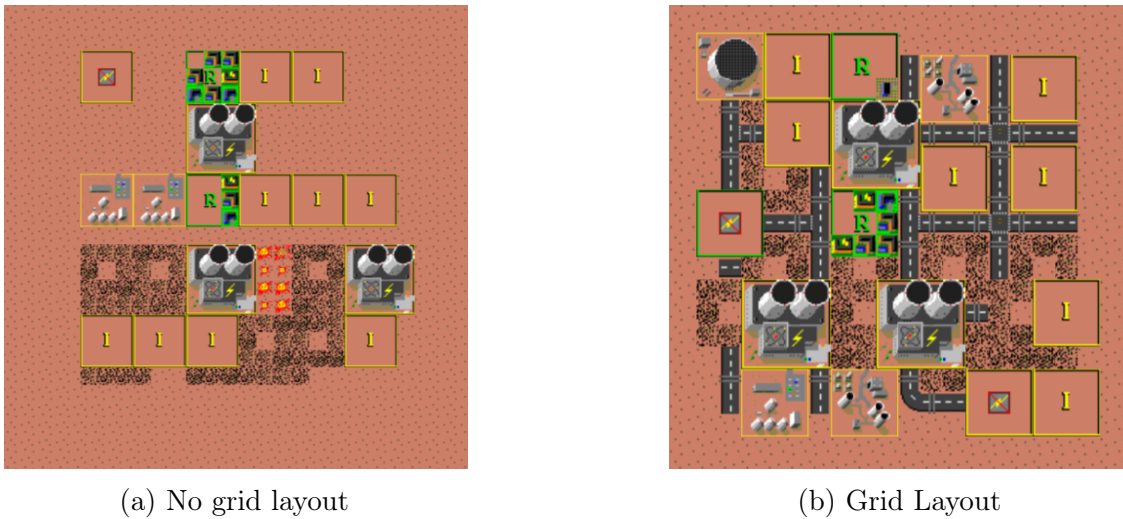 R I I
R I I I
I I I I
I R I
I
I I
R
I
I
(a) No grid layout (b) Grid Layout